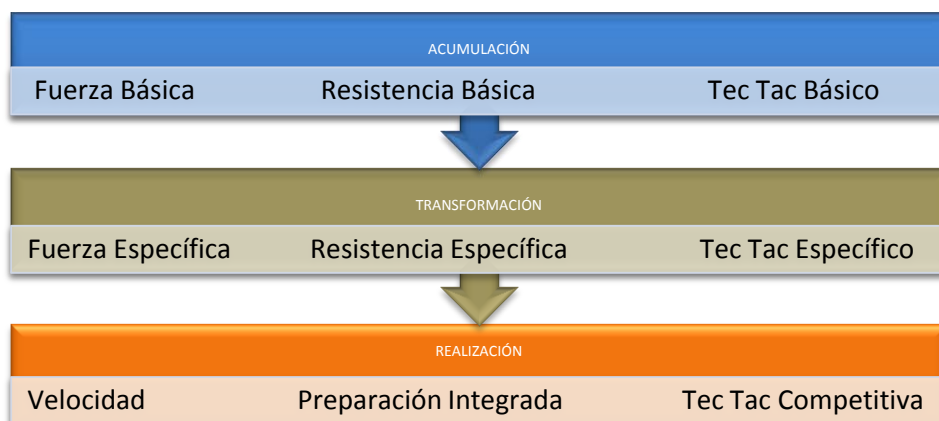 ACUMULACIÓN
Fuerza Básica Resistencia Básica Tec Tac Básico
TRANSFORMACIÓN
Fuerza Específica Resistencia Específica Tec Tac Específico
REALIZACIÓN
Velocidad Preparación Integrada Tec Tac Competitiva